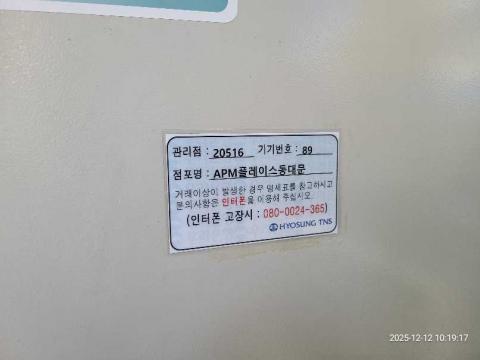 관리점 : 20516 기기번호 : 89
점포명 : APM플레이스동대문
거래이상이 발생한 경우 명세표를 참고하시고
문의사항은 인터폰을 이용해 주십시오.
(인터폰 고장시 : 080-0024-365)
HYOSUNG TNS
2025-12-12 10:19:17